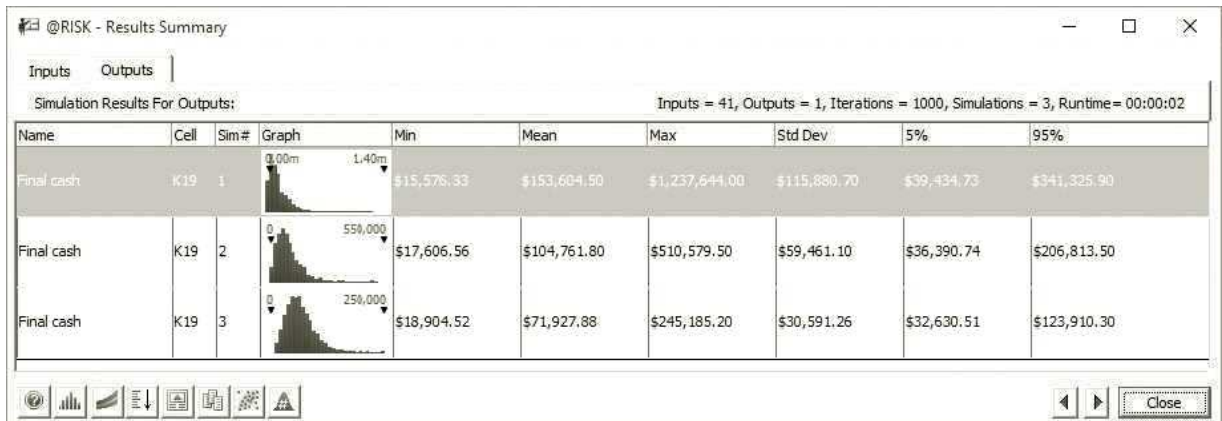 @RISK - Results Summary
Inputs Outputs
Simulation Results For Outputs: Inputs = 41, Outputs = 1, Iterations = 1000, Simulations = 3, Runtime= 00:00:02
Name Cell Sim# Graph Min Mean Max Std Dev 5% 95%
0.00m 1.40m
Final cash K19 1 $15,576.33 $153,604.50 $1,237,644.00 $115,880.70 $39,434.73 $341,325.90
0 550,000
Final cash K19 2 $17,606.56 $104,761.80 $510,579.50 $59,461.10 $36,390.74 $206,813.50
0 250,000
Final cash K19 3 $18,904.52 $71,927.88 $245,185.20 $30,591.26 $32,630.51 $123,910.30
Close